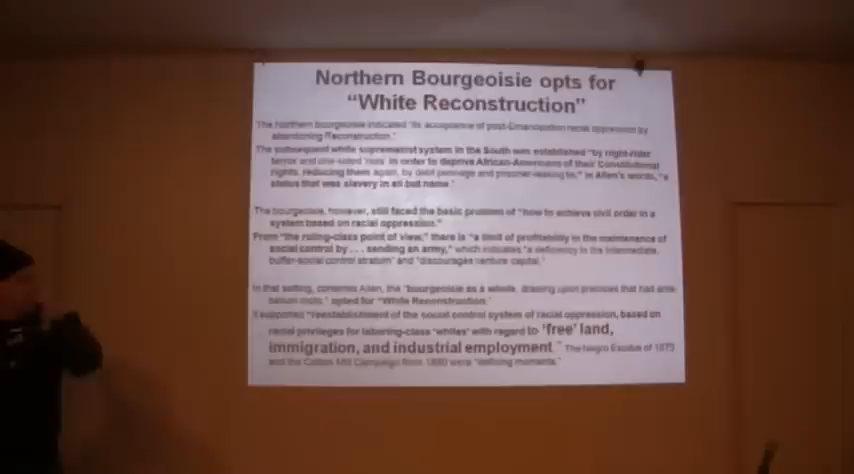 Northern Bourgeoisie opts for
“White Reconstruction”
The Northern bourgeoisie indicated “its acceptance of post-Emancipation racial oppression by
abandoning Reconstruction.”
The subsequent white supremacist system in the South was established “by night-rider
terror and one-sided ‘riots’ in order to deprive African-Americans of their Constitutional
rights, reducing them again, by debt peonage and prisoner-leasing to,” in Allen's words, “a
status that was slavery in all but name.”
The bourgeoisie, however, still faced the basic problem of “how to achieve civil order in a
system based on racial oppression.”
From “the ruling-class point of view,” there is “a limit of profitability in the maintenance of
social control by . . . sending an army,” which indicates “a deficiency in the intermediate,
buffer-social control stratum” and “discourages venture capital.”
In that setting, contends Allen, the “bourgeoisie as a whole, drawing upon precedents that had ante-
bellum roots,” opted for “White Reconstruction.”
It supported “reestablishment of the social control system of racial oppression, based on
racial privileges for laboring-class ‘whites’ with regard to ‘free’ land,
immigration, and industrial employment.” The Negro Exodus of 1879
and the Cotton Mill Campaign from 1880 were “defining moments.”